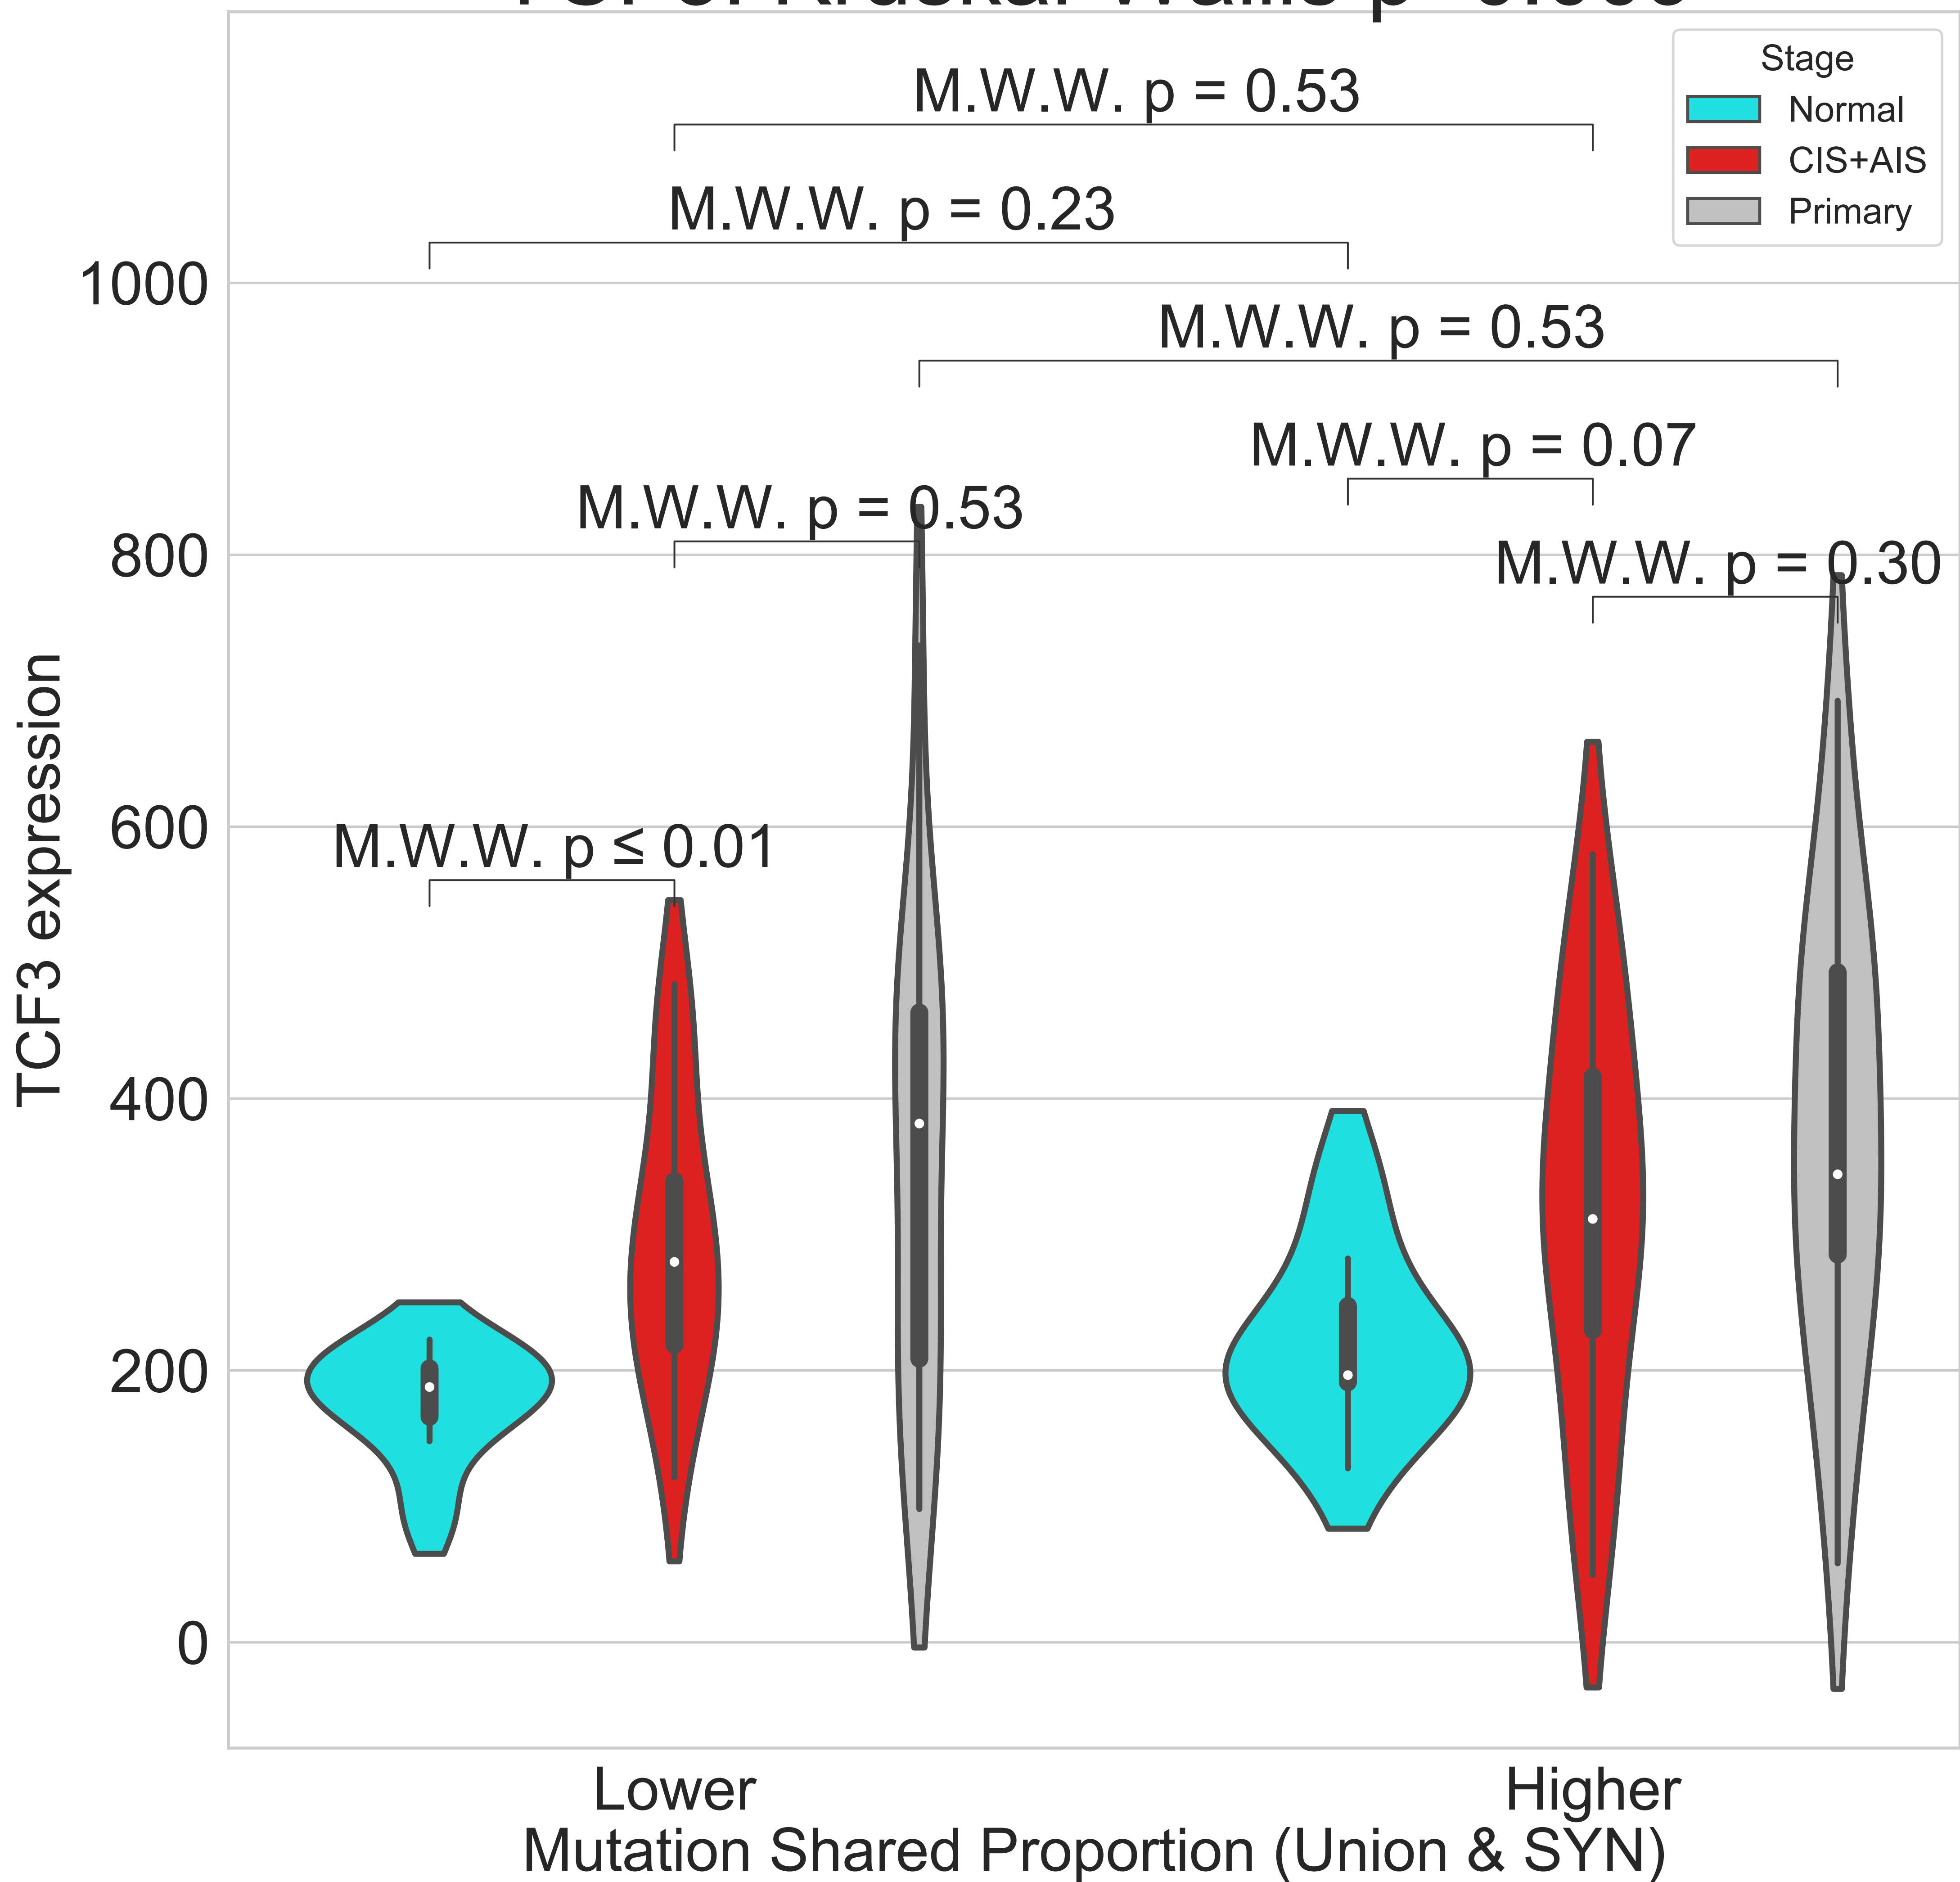 M.W.W. p = 0.53
Stage
Normal
CIS+AIS
Primary
M.W.W. p = 0.23
1000
M.W.W. p = 0.53
M.W.W. p = 0.07
M.W.W. p = 0.53
800
M.W.W. p = 0.30
600
M.W.W. p ≤ 0.01
400
200
0
TCF3 expression
Lower
Higher
Mutation Shared Proportion (Union & SYN)